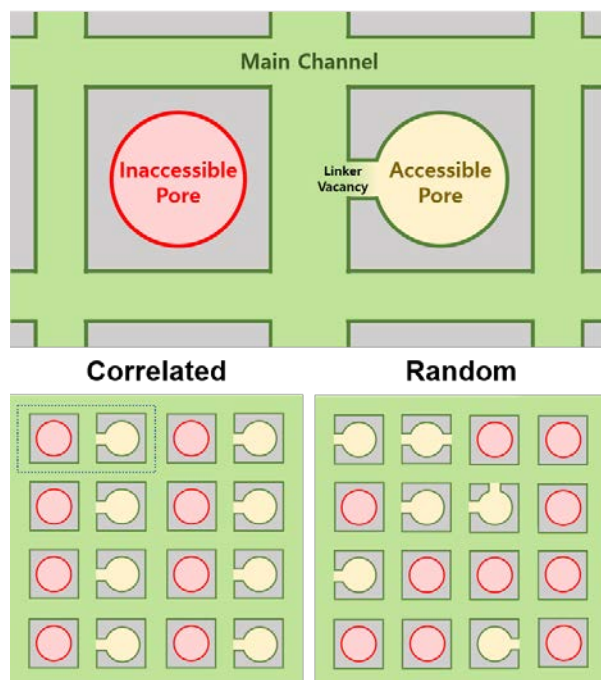 Main Channel
Inaccessible
Pore
Linker
Vacancy
Accessible
Pore
Correlated
Random